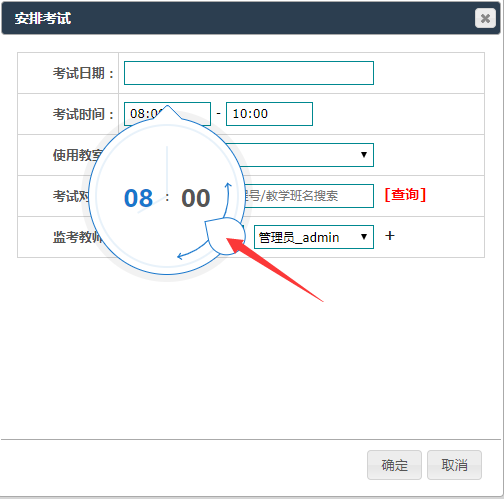 安排考试
考试日期：
考试时间： 08:00 - 10:00
使用教室
考试对 号/教学班名搜索 [查询]
08 : 00
监考教师 管理员_admin +
确定 取消